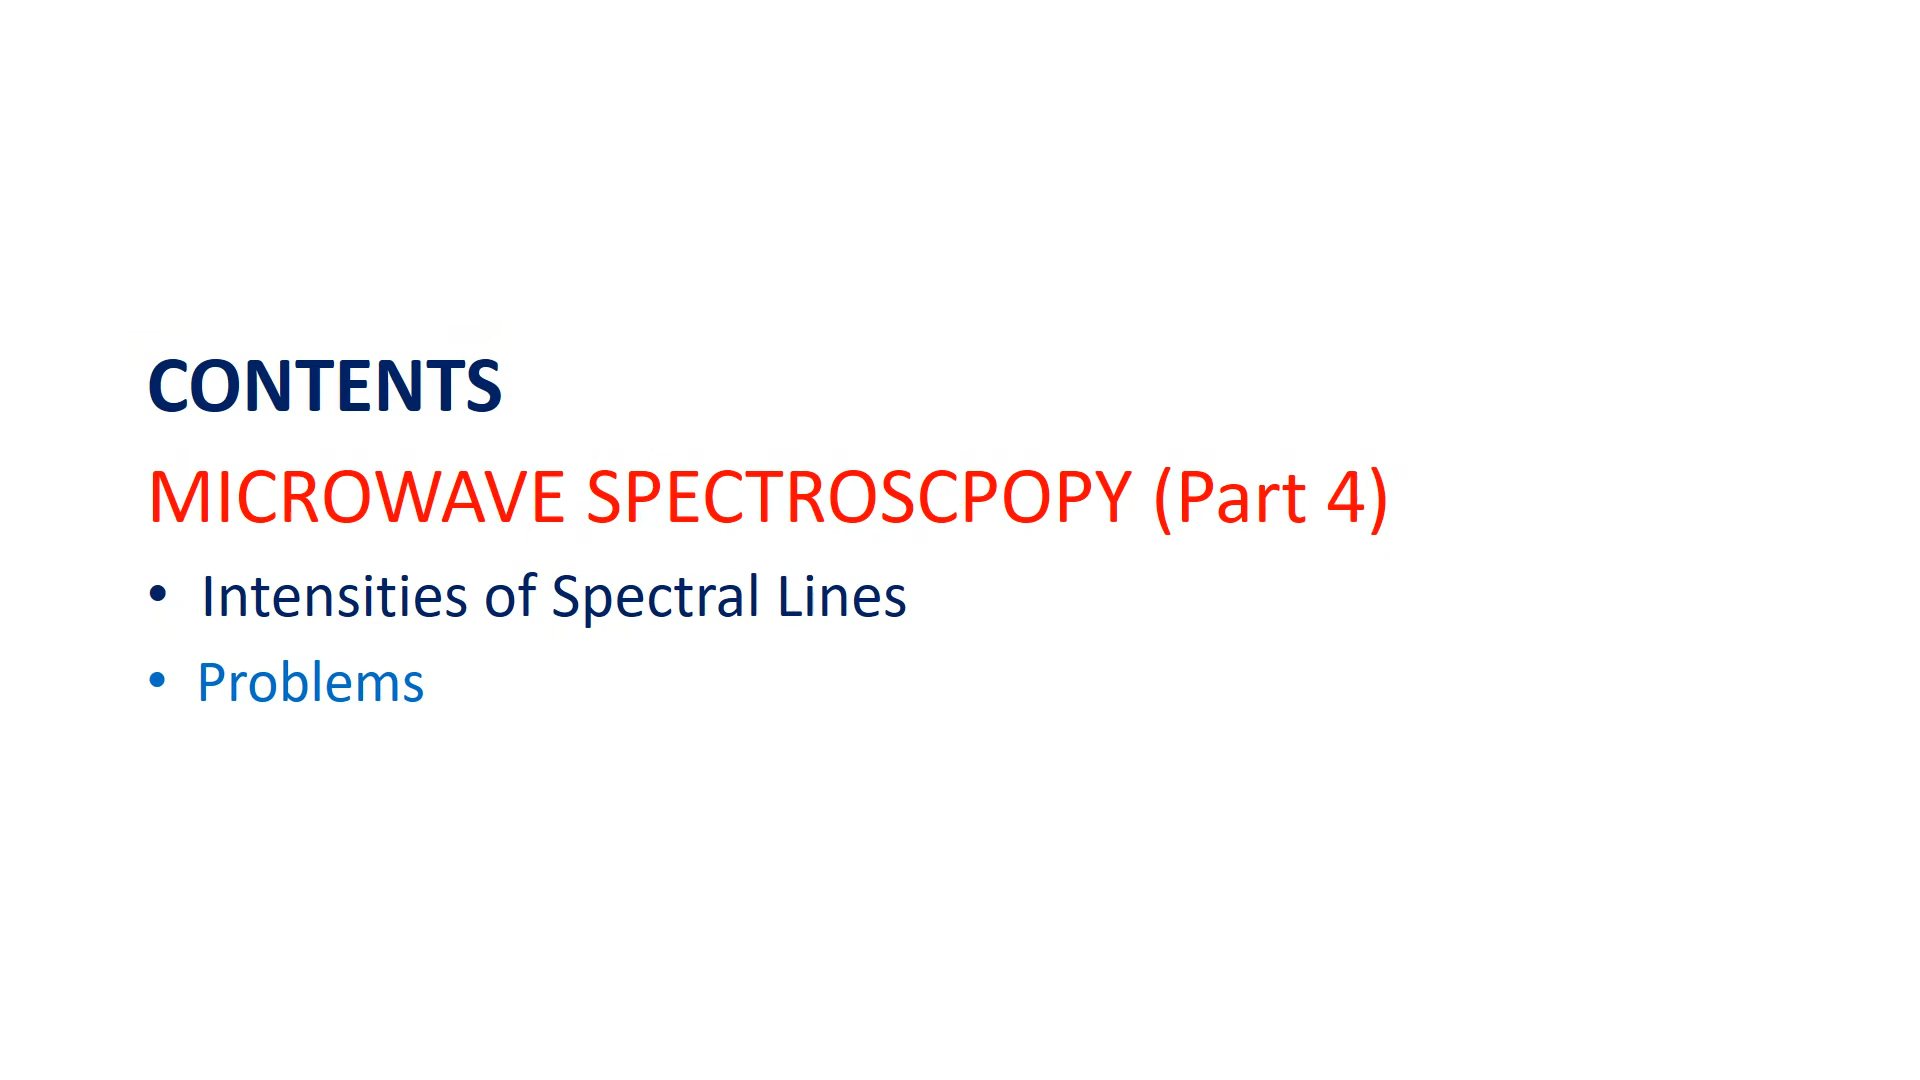 CONTENTS
MICROWAVE SPECTROSCPOPY (Part 4)
• Intensities of Spectral Lines
• Problems